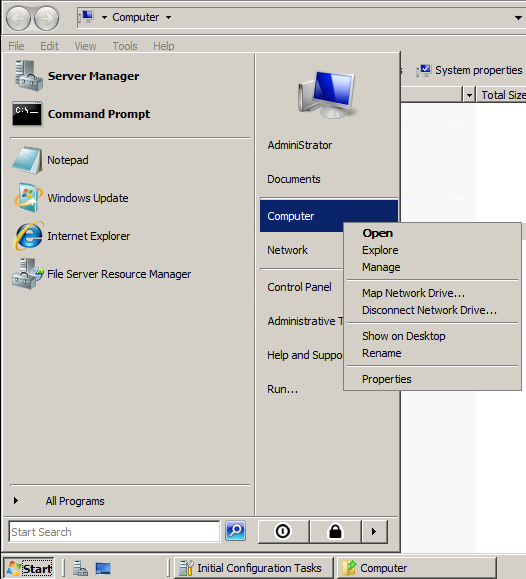 Computer
File Edit View Tools Help
System properties
Total Size
Server Manager
Command Prompt
Notepad
Windows Update
Internet Explorer
File Server Resource Manager
All Programs
Start Search
AdminiStrator
Documents
Computer
Network
Control Panel
Administrative T
Help and Suppo
Run...
Open
Explore
Manage
Map Network Drive...
Disconnect Network Drive...
Show on Desktop
Rename
Properties
Start
Initial Configuration Tasks
Computer